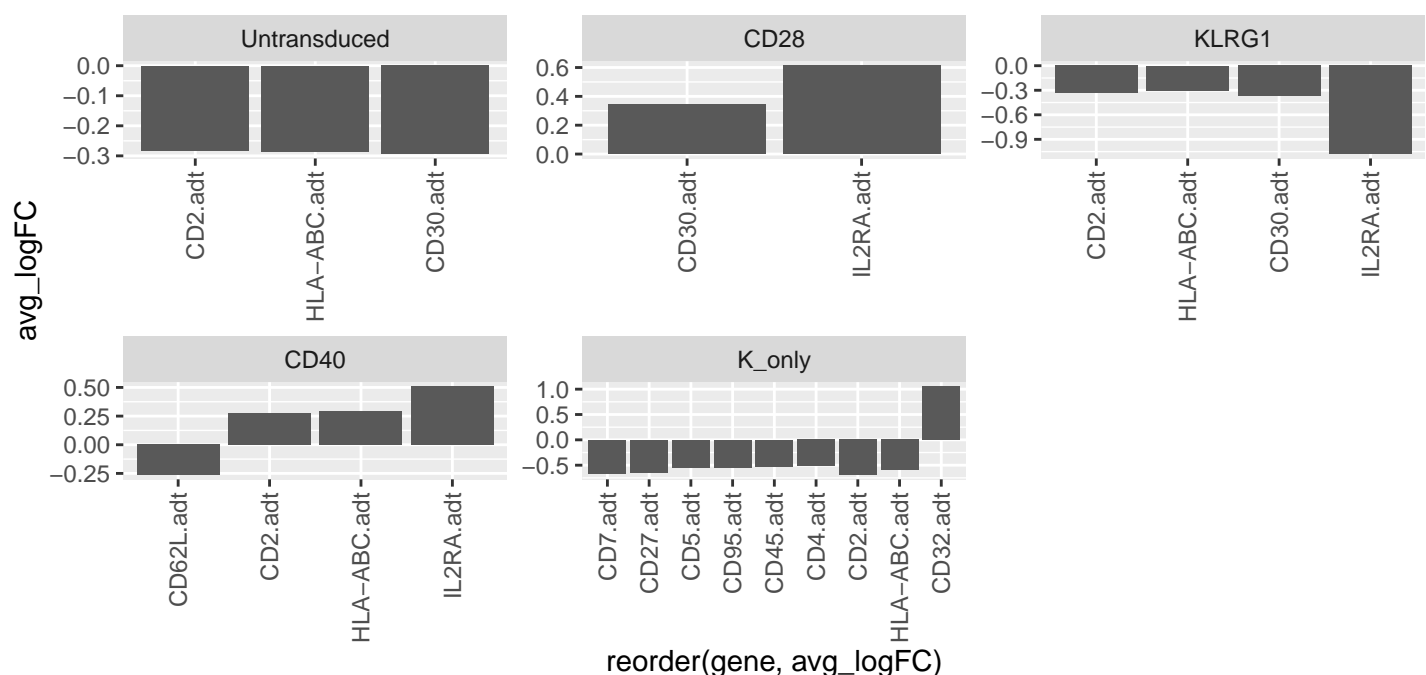 avg_logFC
Untransduced
0.0
−0.1
−0.2
−0.3
CD2.adt
HLA−ABC.adt
CD30.adt
CD28
0.6
0.4
0.2
0.0
CD30.adt
IL2RA.adt
KLRG1
0.0
−0.3
−0.6
−0.9
CD2.adt
HLA−ABC.adt
CD30.adt
IL2RA.adt
CD40
0.50
0.25
0.00
−0.25
CD62L.adt
CD2.adt
HLA−ABC.adt
IL2RA.adt
K_only
1.0
0.5
0.0
−0.5
CD7.adt
CD27.adt
CD5.adt
CD95.adt
CD45.adt
CD4.adt
CD2.adt
HLA−ABC.adt
CD32.adt
reorder(gene, avg_logFC)